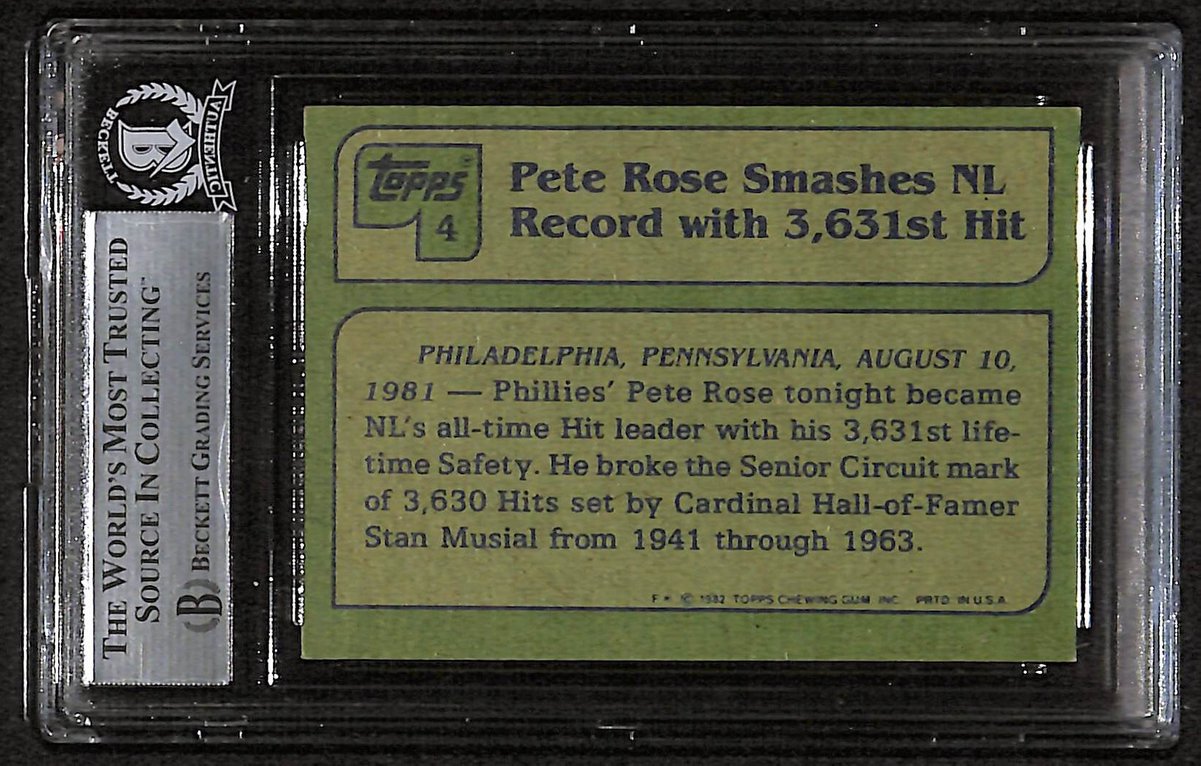 Topps
4
Pete Rose Smashes NL
Record with 3,631st Hit
PHILADELPHIA, PENNSYLVANIA, AUGUST 10,
1981 — Phillies' Pete Rose tonight became
NL's all-time Hit leader with his 3,631st life-
time Safety. He broke the Senior Circuit mark
of 3,630 Hits set by Cardinal Hall-of-Famer
Stan Musial from 1941 through 1963.
F* © 1982 TOPPS CHEWING GUM INC. PRTD. IN U.S.A.
BECKETT
B
AUTHENTIC
THE WORLD'S MOST TRUSTED
SOURCE IN COLLECTING™
B BECKETT GRADING SERVICES